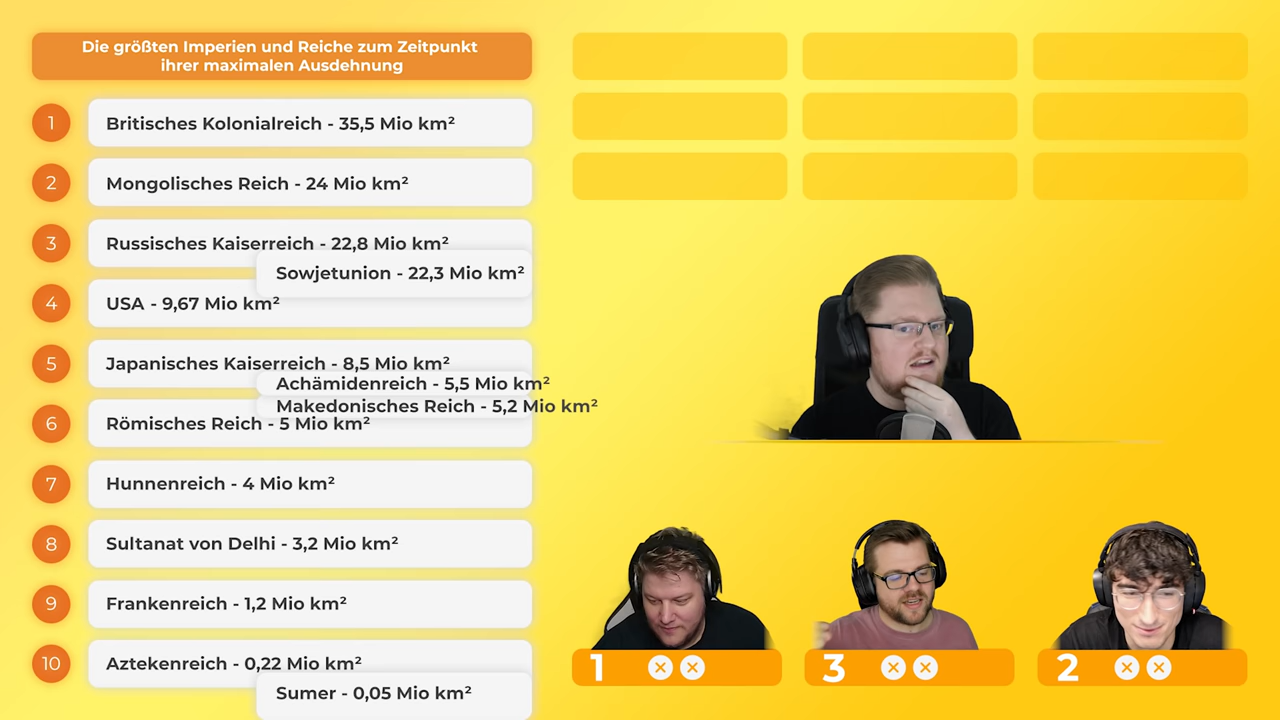 Die größten Imperien und Reiche zum Zeitpunkt
ihrer maximalen Ausdehnung
1
Britisches Kolonialreich - 35,5 Mio km²
2
Mongolisches Reich - 24 Mio km²
3
Russisches Kaiserreich - 22,8 Mio km²
Sowjetunion - 22,3 Mio km²
4
USA - 9,67 Mio km²
5
Japanisches Kaiserreich - 8,5 Mio km²
Achämidenreich - 5,5 Mio km²
Makedonisches Reich - 5,2 Mio km²
6
Römisches Reich - 5 Mio km²
7
Hunnenreich - 4 Mio km²
8
Sultanat von Delhi - 3,2 Mio km²
9
Frankenreich - 1,2 Mio km²
10
Aztekenreich - 0,22 Mio km²
Sumer - 0,05 Mio km²
1
3
2